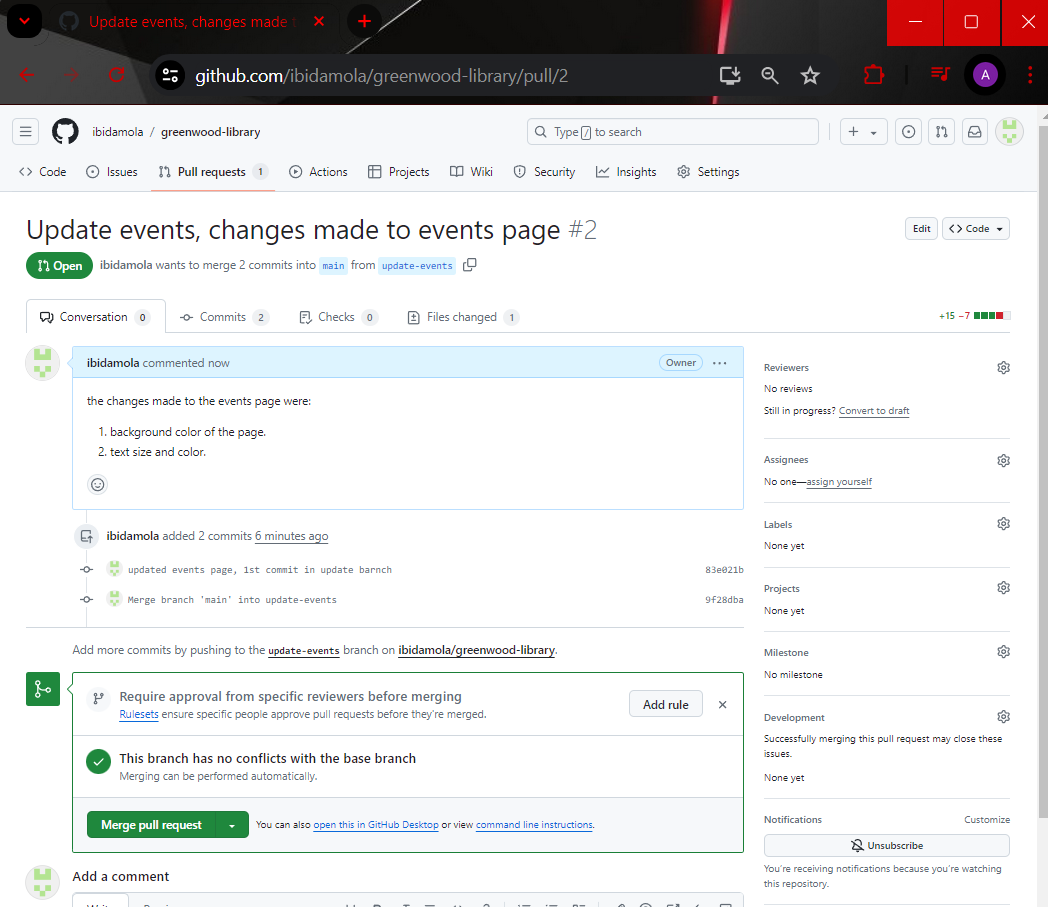 Update events, changes made t
github.com/ibidamola/greenwood-library/pull/2
A
ibidamola / greenwood-library
Type / to search
Code Issues Pull requests 1 Actions Projects Wiki Security Insights Settings
Update events, changes made to events page #2
Edit
Code
Open ibidamola wants to merge 2 commits into main from update-events
Conversation 0 Commits 2 Checks 0 Files changed 1
+15 −7
ibidamola commented now
Owner
the changes made to the events page were:
1. background color of the page.
2. text size and color.
ibidamola added 2 commits 6 minutes ago
updated events page, 1st commit in update barnch 83e021b
Merge branch 'main' into update-events 9f28dba
Add more commits by pushing to the update-events branch on ibidamola/greenwood-library.
Require approval from specific reviewers before merging
Rulesets ensure specific people approve pull requests before they're merged.
Add rule
This branch has no conflicts with the base branch
Merging can be performed automatically.
Merge pull request
You can also open this in GitHub Desktop or view command line instructions.
Add a comment
Reviewers
No reviews
Still in progress? Convert to draft
Assignees
No one—assign yourself
Labels
None yet
Projects
None yet
Milestone
No milestone
Development
Successfully merging this pull request may close these
issues.
None yet
Notifications
Customize
Unsubscribe
You're receiving notifications because you're watching
this repository.